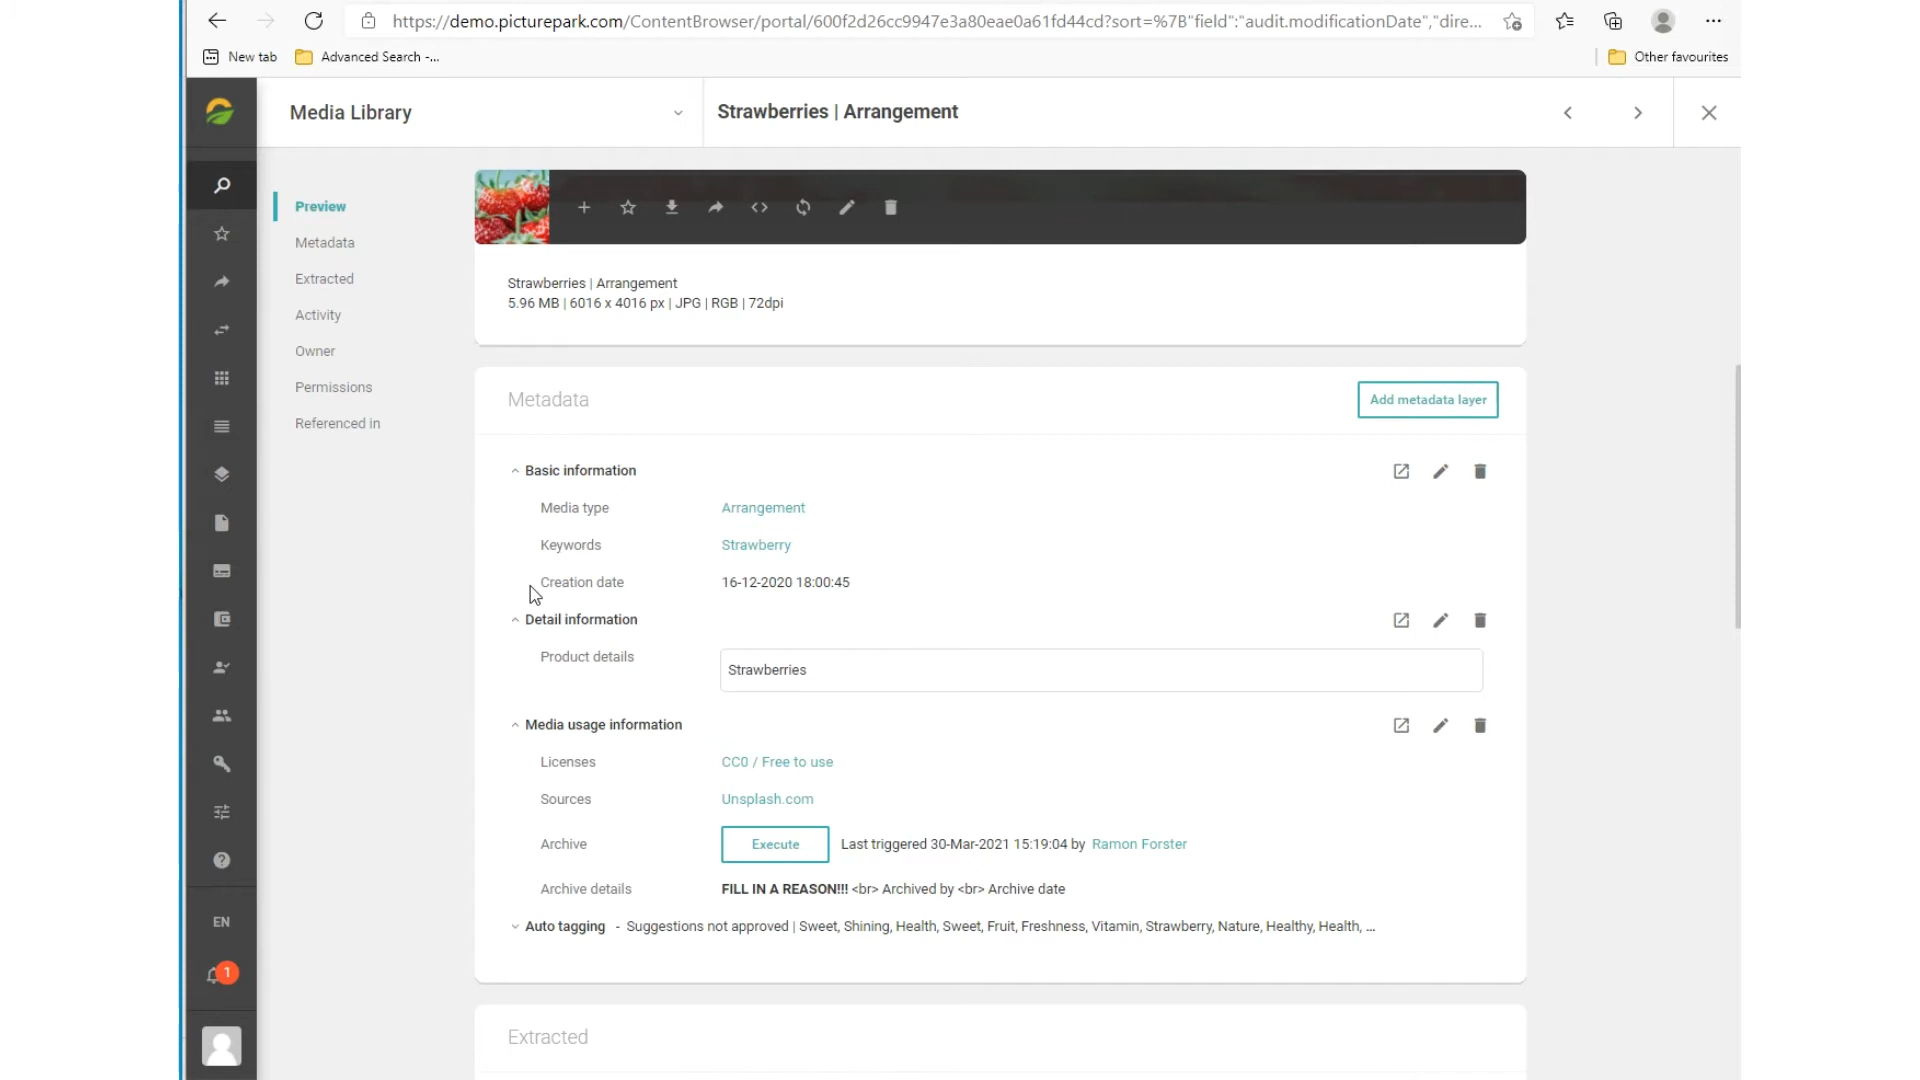 https://demo.picturepark.com/ContentBrowser/portal/600f2d26cc9947e3a80eae0a61fd44cd?sort=%7B"field":"audit.modificationDate","dire...
New tab
Advanced Search -...
Other favourites
Media Library
Strawberries | Arrangement
Preview
Metadata
Extracted
Activity
Owner
Permissions
Referenced in
Strawberries | Arrangement
5.96 MB | 6016 x 4016 px | JPG | RGB | 72dpi
Metadata
Add metadata layer
Basic information
Media type Arrangement
Keywords Strawberry
Creation date 16-12-2020 18:00:45
Detail information
Product details Strawberries
Media usage information
Licenses CC0 / Free to use
Sources Unsplash.com
Archive Execute Last triggered 30-Mar-2021 15:19:04 by Ramon Forster
Archive details FILL IN A REASON!!! <br> Archived by <br> Archive date
Auto tagging - Suggestions not approved | Sweet, Shining, Health, Sweet, Fruit, Freshness, Vitamin, Strawberry, Nature, Healthy, Health, ...
Extracted
EN
1